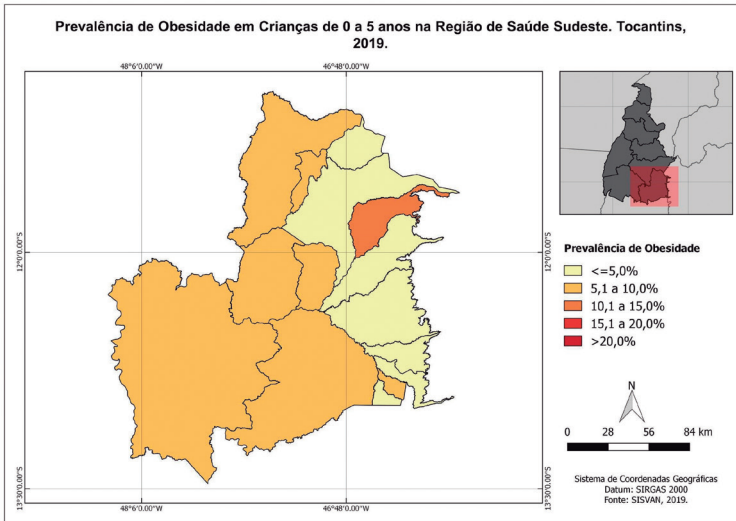 Prevalência de Obesidade em Crianças de 0 a 5 anos na Região de Saúde Sudeste. Tocantins,
2019.
48°6'0.00"S
46°48'0.00"S
12°0'0.00"S
12°0'0.00"S
13°30'0.00"S
13°30'0.00"S
48°6'0.00"S
46°48'0.00"S
Prevalência de Obesidade
<=5,0%
5,1 a 10,0%
10,1 a 15,0%
15,1 a 20,0%
>20,0%
N
0 28 56 84 km
Sistema de Coordenadas Geográficas
Datum: SIRGAS 2000
Fonte: SISVAN, 2019.